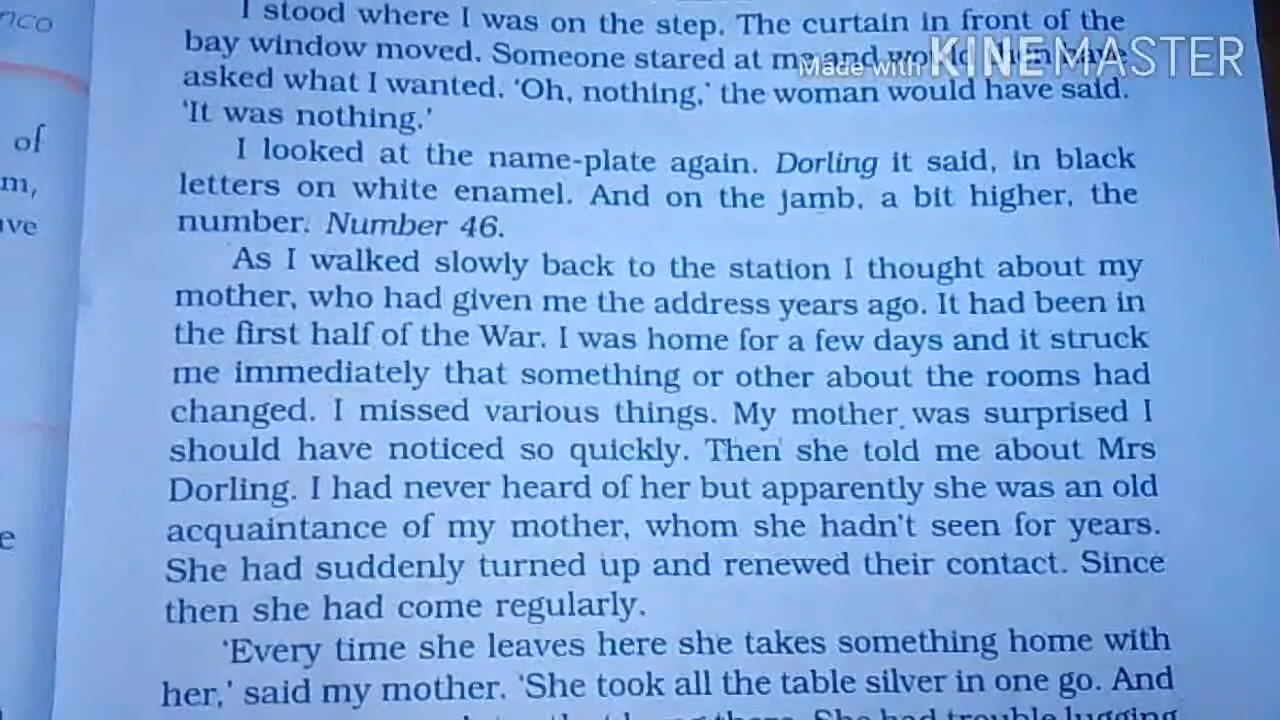 nco
of
m,
ave
e
I stood where I was on the step. The curtain in front of the
bay window moved. Someone stared at me and would then have
Made with KINEMASTER
asked what I wanted. 'Oh, nothing,' the woman would have said.
'It was nothing.'
I looked at the name-plate again. Dorling it said, in black
letters on white enamel. And on the jamb, a bit higher, the
number. Number 46.
As I walked slowly back to the station I thought about my
mother, who had given me the address years ago. It had been in
the first half of the War. I was home for a few days and it struck
me immediately that something or other about the rooms had
changed. I missed various things. My mother was surprised I
should have noticed so quickly. Then she told me about Mrs
Dorling. I had never heard of her but apparently she was an old
acquaintance of my mother, whom she hadn't seen for years.
She had suddenly turned up and renewed their contact. Since
then she had come regularly.
'Every time she leaves here she takes something home with
her,' said my mother. 'She took all the table silver in one go. And
She had trouble lugging